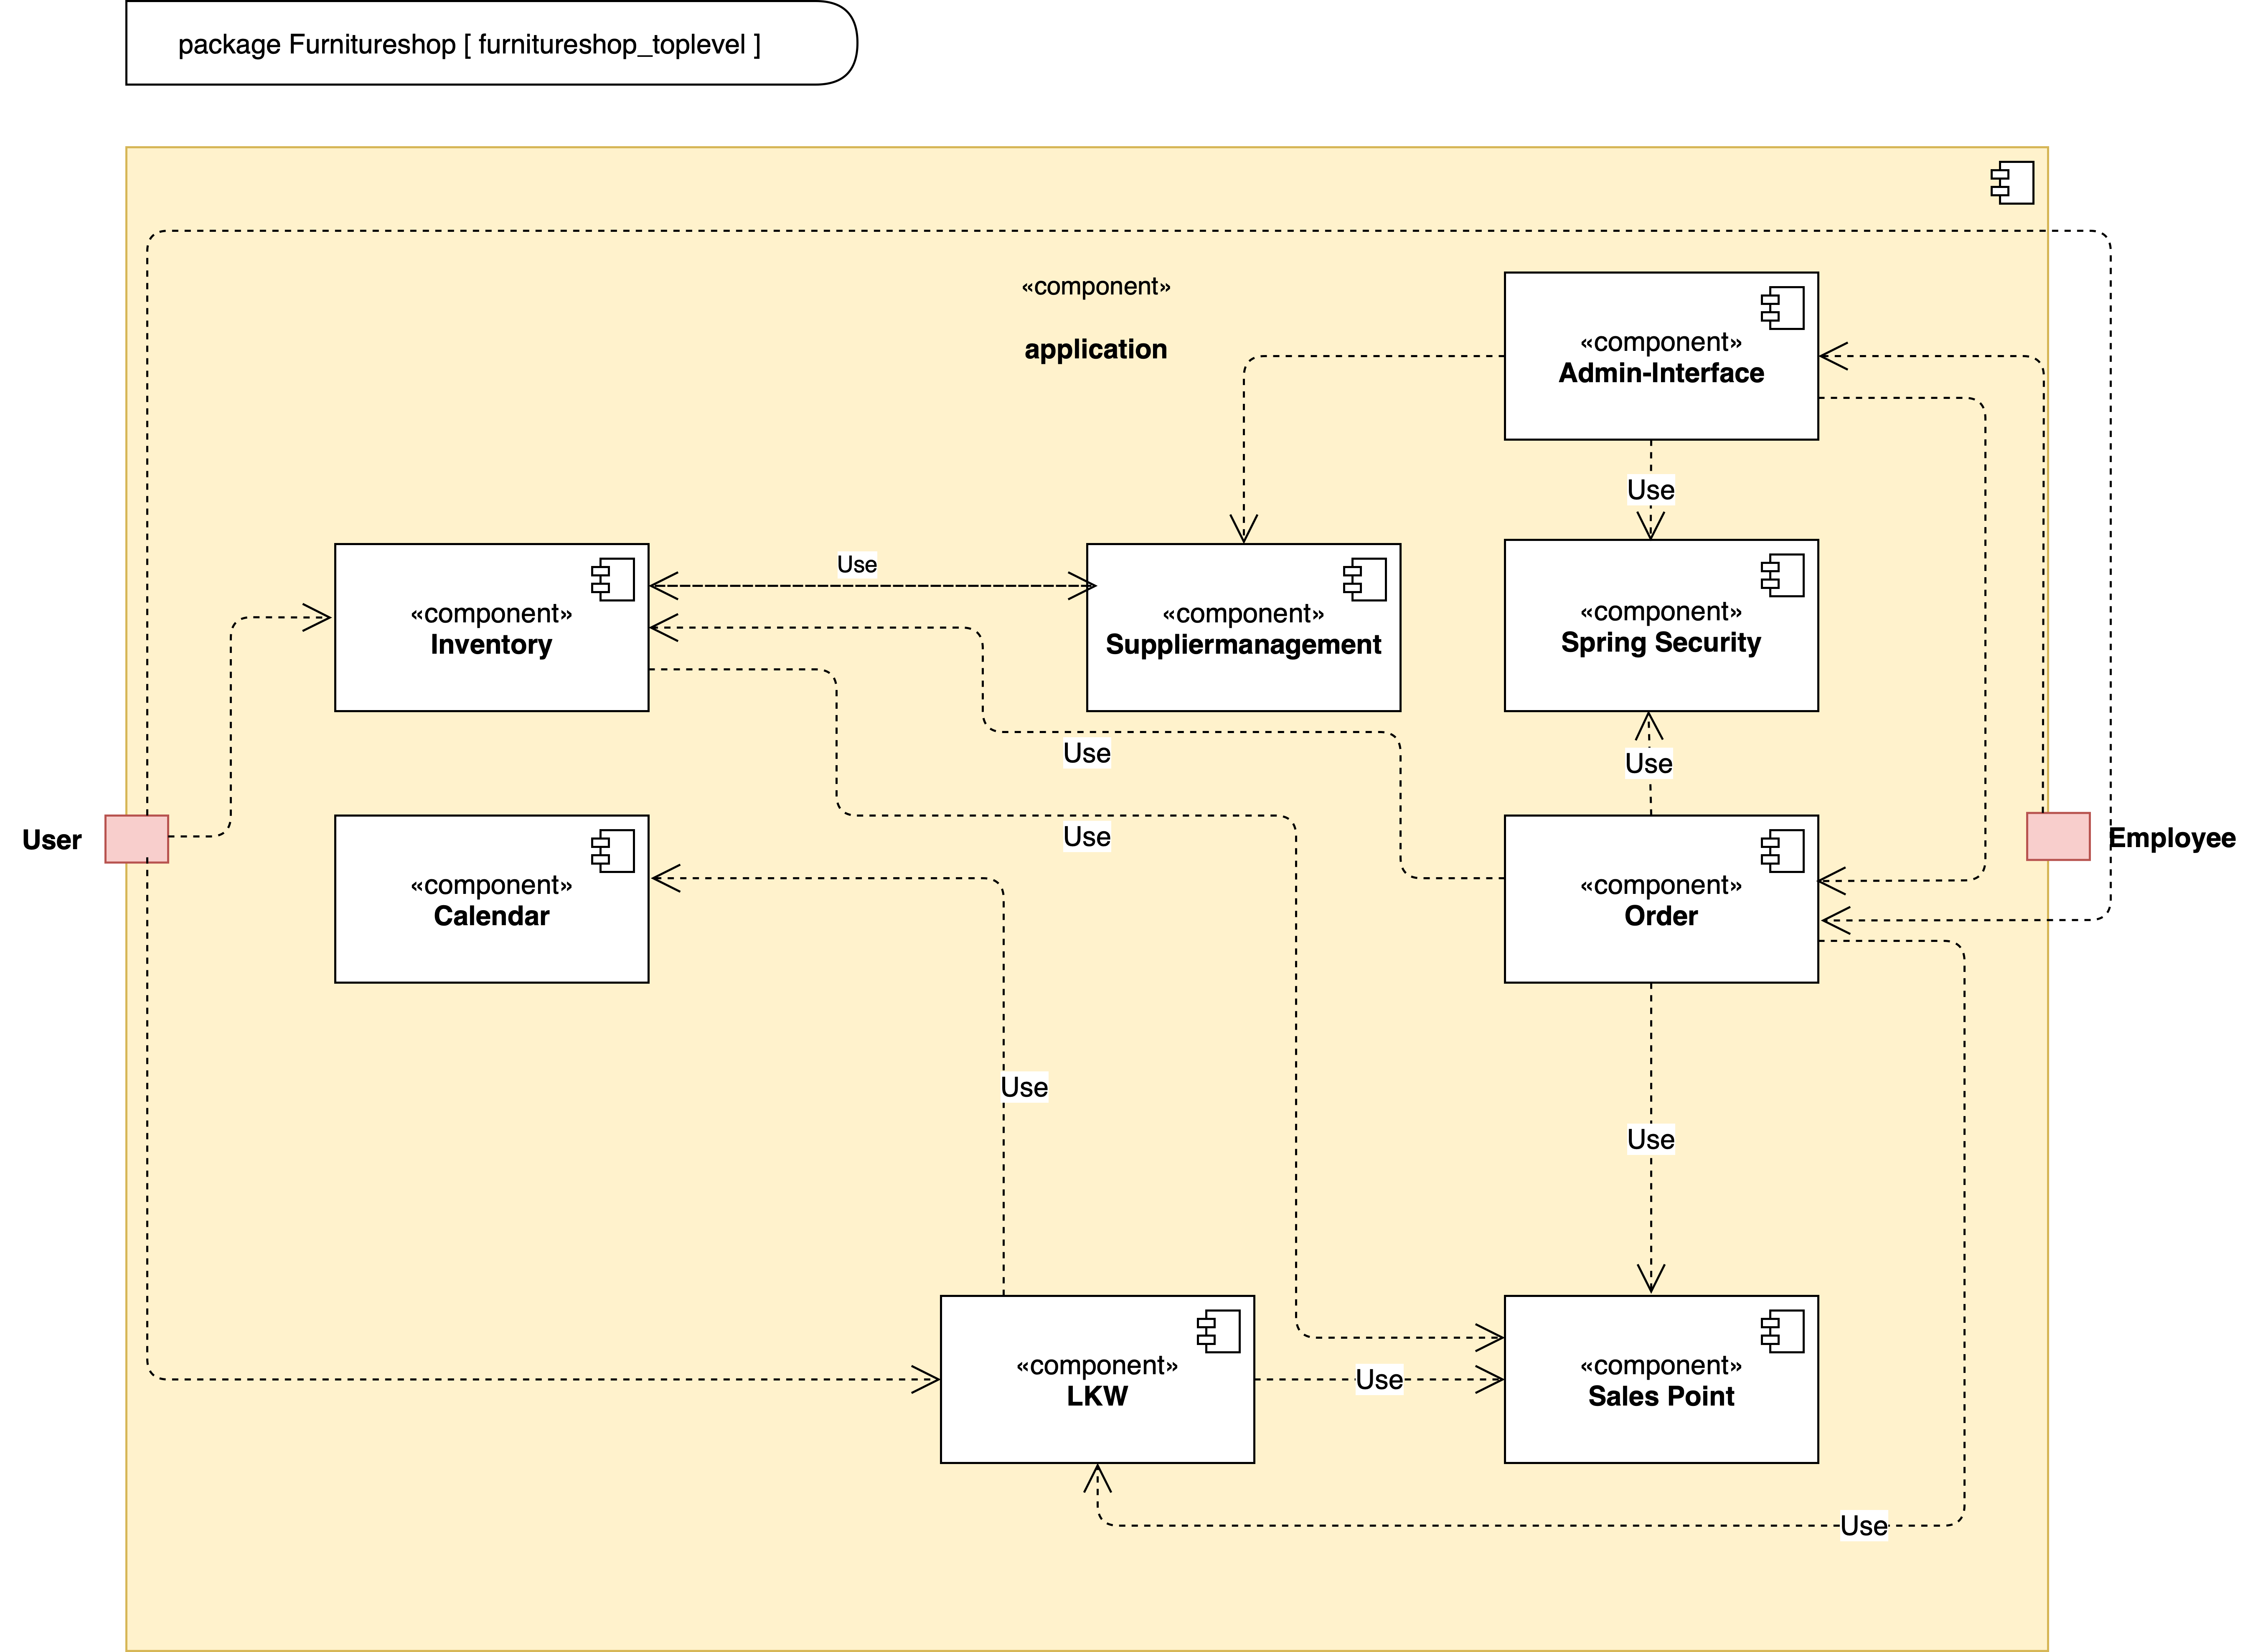 package Furnitureshop [ furnitureshop_toplevel ]
«component»
application
«component»
Admin-Interface
Use
Use
«component»
Inventory
«component»
Suppliermanagement
«component»
Spring Security
Use
Use
Use
User
Employee
«component»
Calendar
«component»
Order
Use
Use
«component»
LKW
Use
«component»
Sales Point
Use